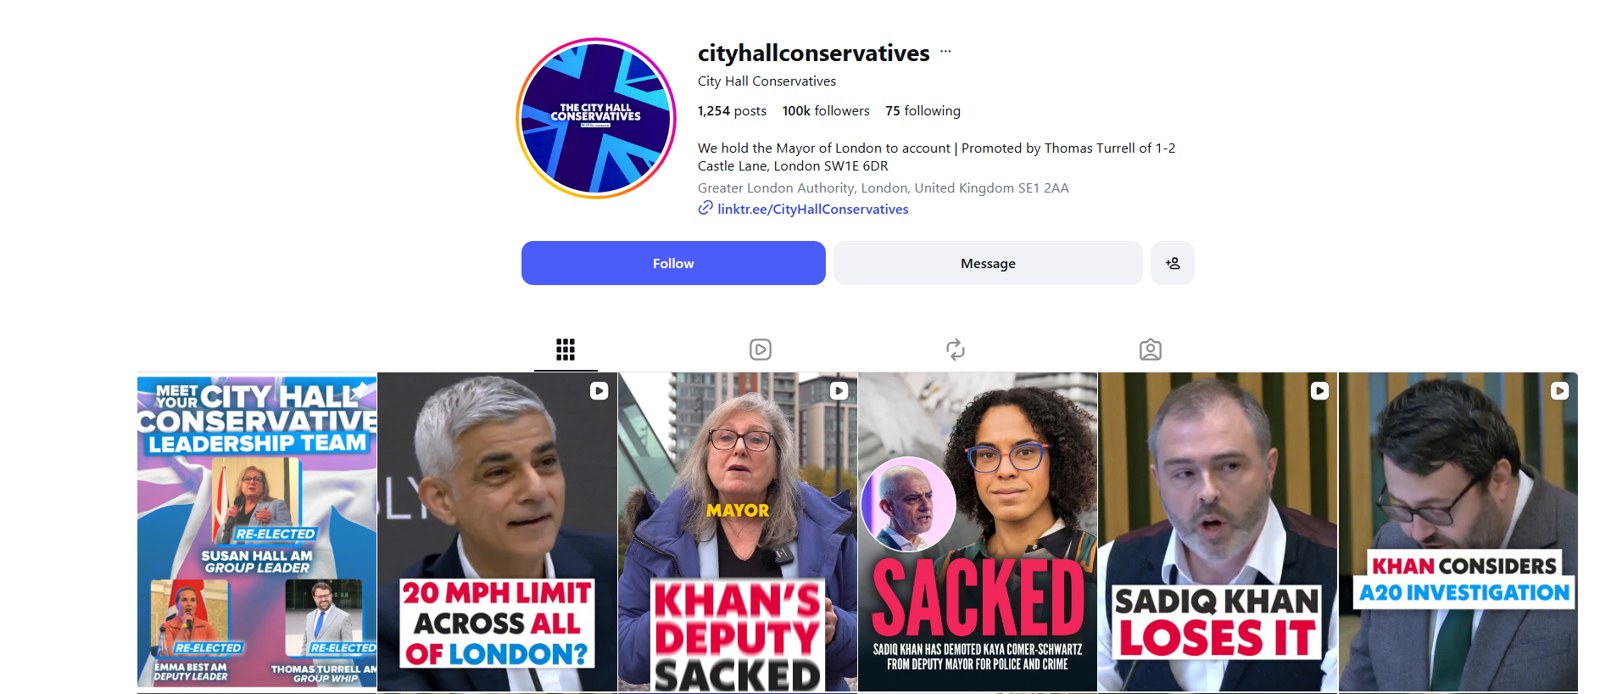 cityhallconservatives ...
City Hall Conservatives
1,254 posts 100k followers 75 following
We hold the Mayor of London to account | Promoted by Thomas Turrell of 1-2
Castle Lane, London SW1E 6DR
Greater London Authority, London, United Kingdom SE1 2AA
linktr.ee/CityHallConservatives
THE CITY HALL
CONSERVATIVES
Follow
Message
MEET
YOUR CITY HALL
CONSERVATIVE
LEADERSHIP TEAM
RE-ELECTED
SUSAN HALL AM
GROUP LEADER
RE-ELECTED
RE-ELECTED
EMMA BEST AM
DEPUTY LEADER
THOMAS TURRELL AM
GROUP WHIP
LY
20 MPH LIMIT
ACROSS ALL
OF LONDON?
MAYOR
KHAN'S
DEPUTY
SACKED
SACKED
SADIQ KHAN HAS DEMOTED KAYA COMER-SCHWARTZ
FROM DEPUTY MAYOR FOR POLICE AND CRIME
SADIQ KHAN
LOSES IT
KHAN CONSIDERS
A20 INVESTIGATION